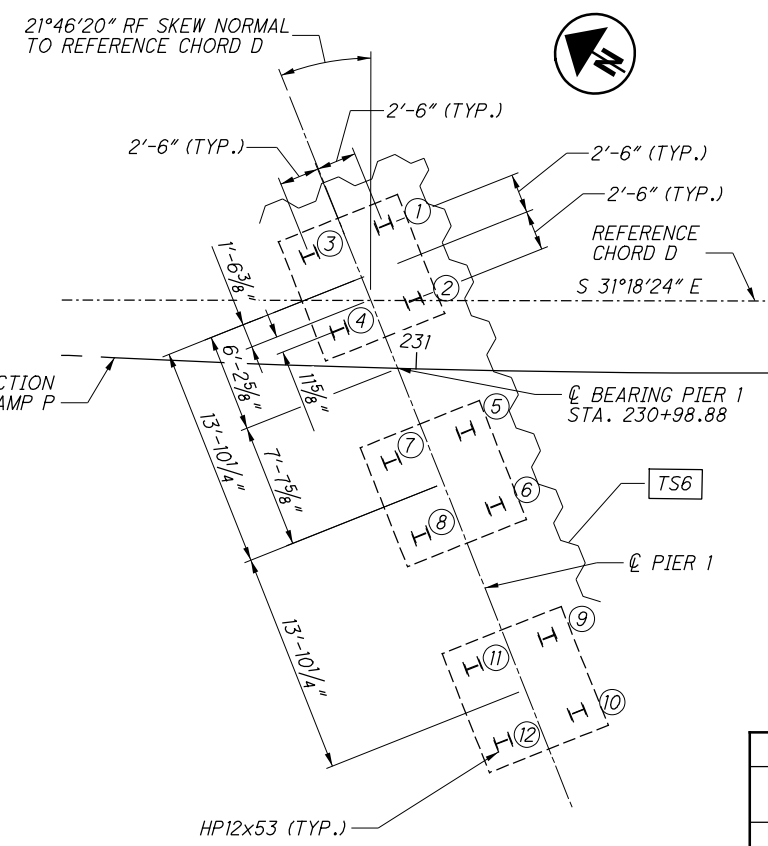 21°46'20" RF SKEW NORMAL
TO REFERENCE CHORD D
N
2'-6" (TYP.)
2'-6" (TYP.)
2'-6" (TYP.)
2'-6" (TYP.)
REFERENCE
CHORD D
S 31°18'24" E
1
3
2
4
1'-6 3/8"
6'-2 5/8"
11 5/8"
13'-10 1/4"
7'-7 5/8"
231
CTION
AMP P
℄ BEARING PIER 1
STA. 230+98.88
5
7
6
8
TS6
℄ PIER 1
13'-10 1/4"
9
11
10
12
HP12x53 (TYP.)